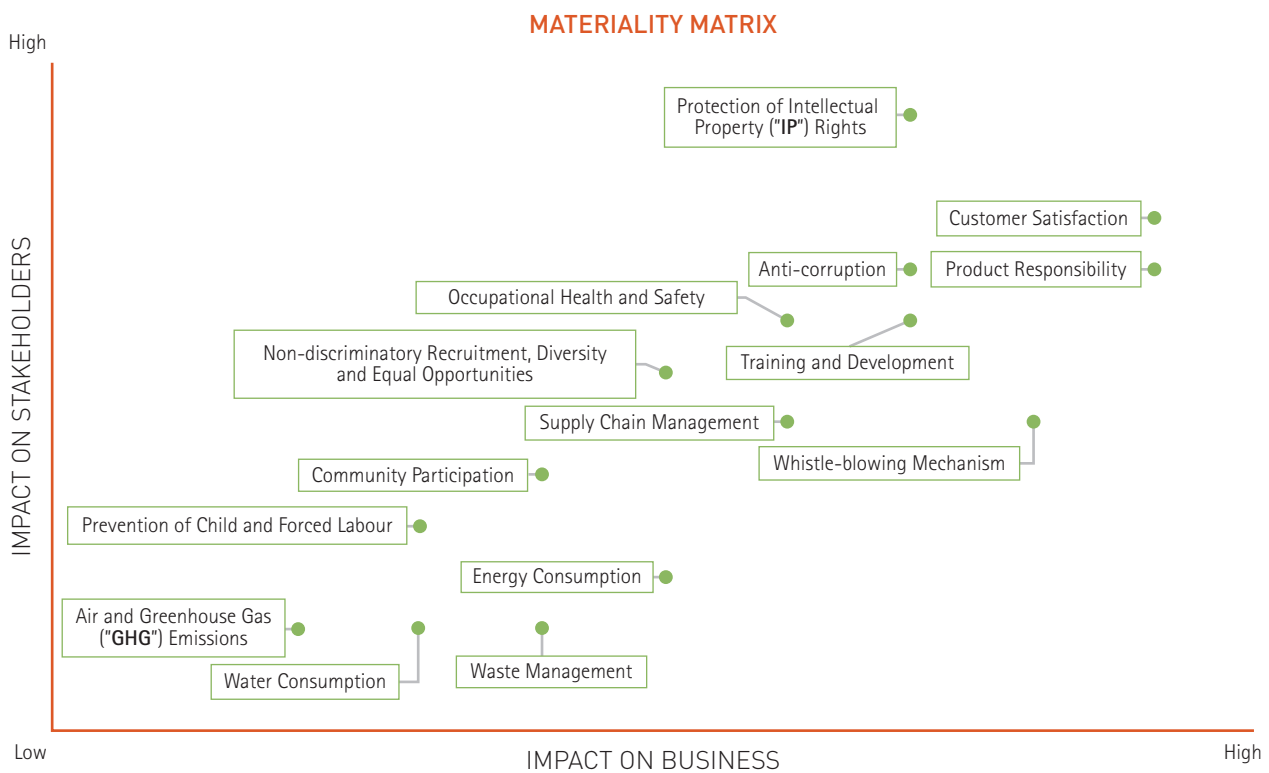 MATERIALITY MATRIX
High
Protection of Intellectual
Property ("IP") Rights
Customer Satisfaction
Anti-corruption
Product Responsibility
Occupational Health and Safety
Non-discriminatory Recruitment, Diversity
and Equal Opportunities
Training and Development
Supply Chain Management
Whistle-blowing Mechanism
Community Participation
Prevention of Child and Forced Labour
Energy Consumption
Air and Greenhouse Gas
("GHG") Emissions
Water Consumption
Waste Management
IMPACT ON STAKEHOLDERS
Low
IMPACT ON BUSINESS
High